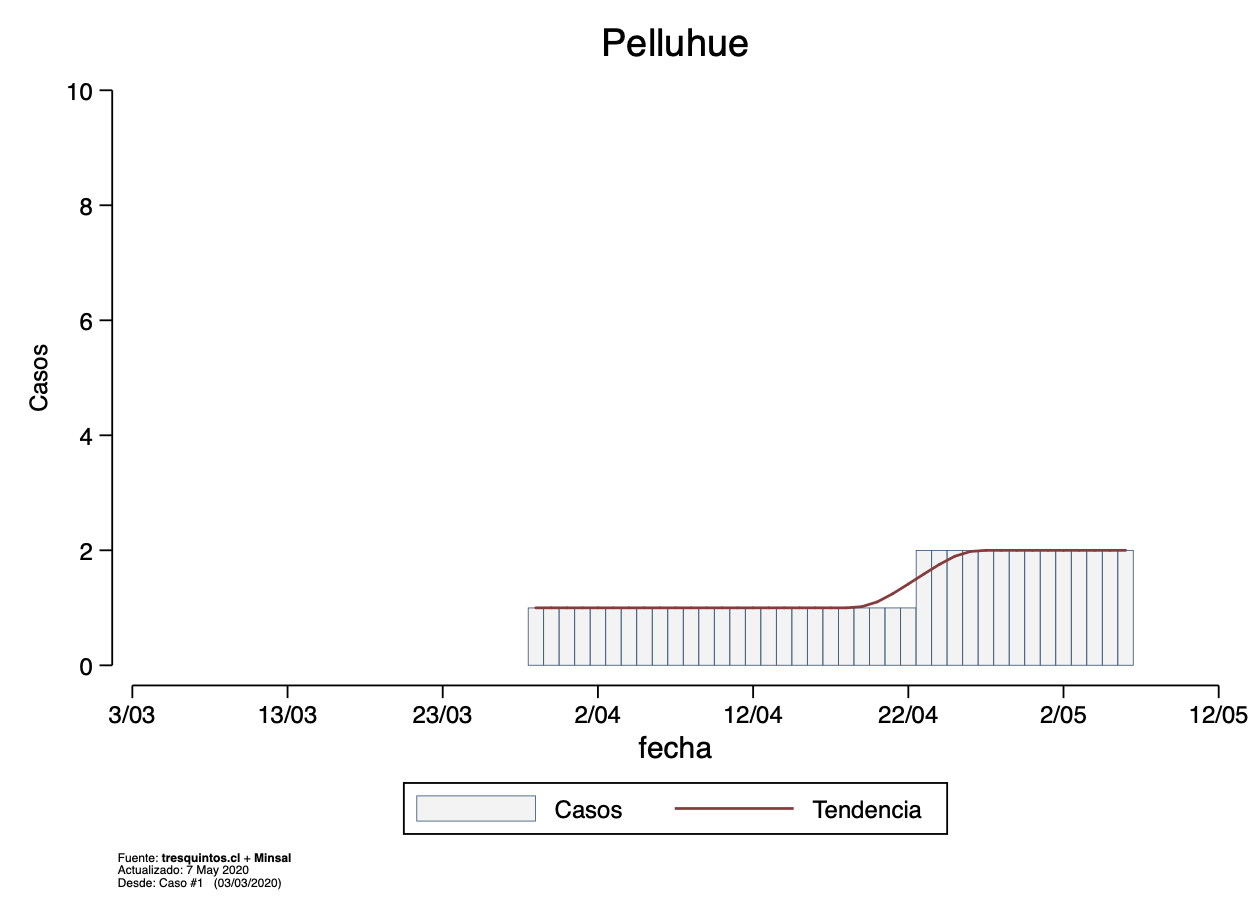 Pelluhue
10
8
6
4
2
0
Casos
3/03 13/03 23/03 2/04 12/04 22/04 2/05 12/05
fecha
Casos Tendencia
Fuente: tresquintos.cl + Minsal
Actualizado: 7 May 2020
Desde: Caso #1 (03/03/2020)